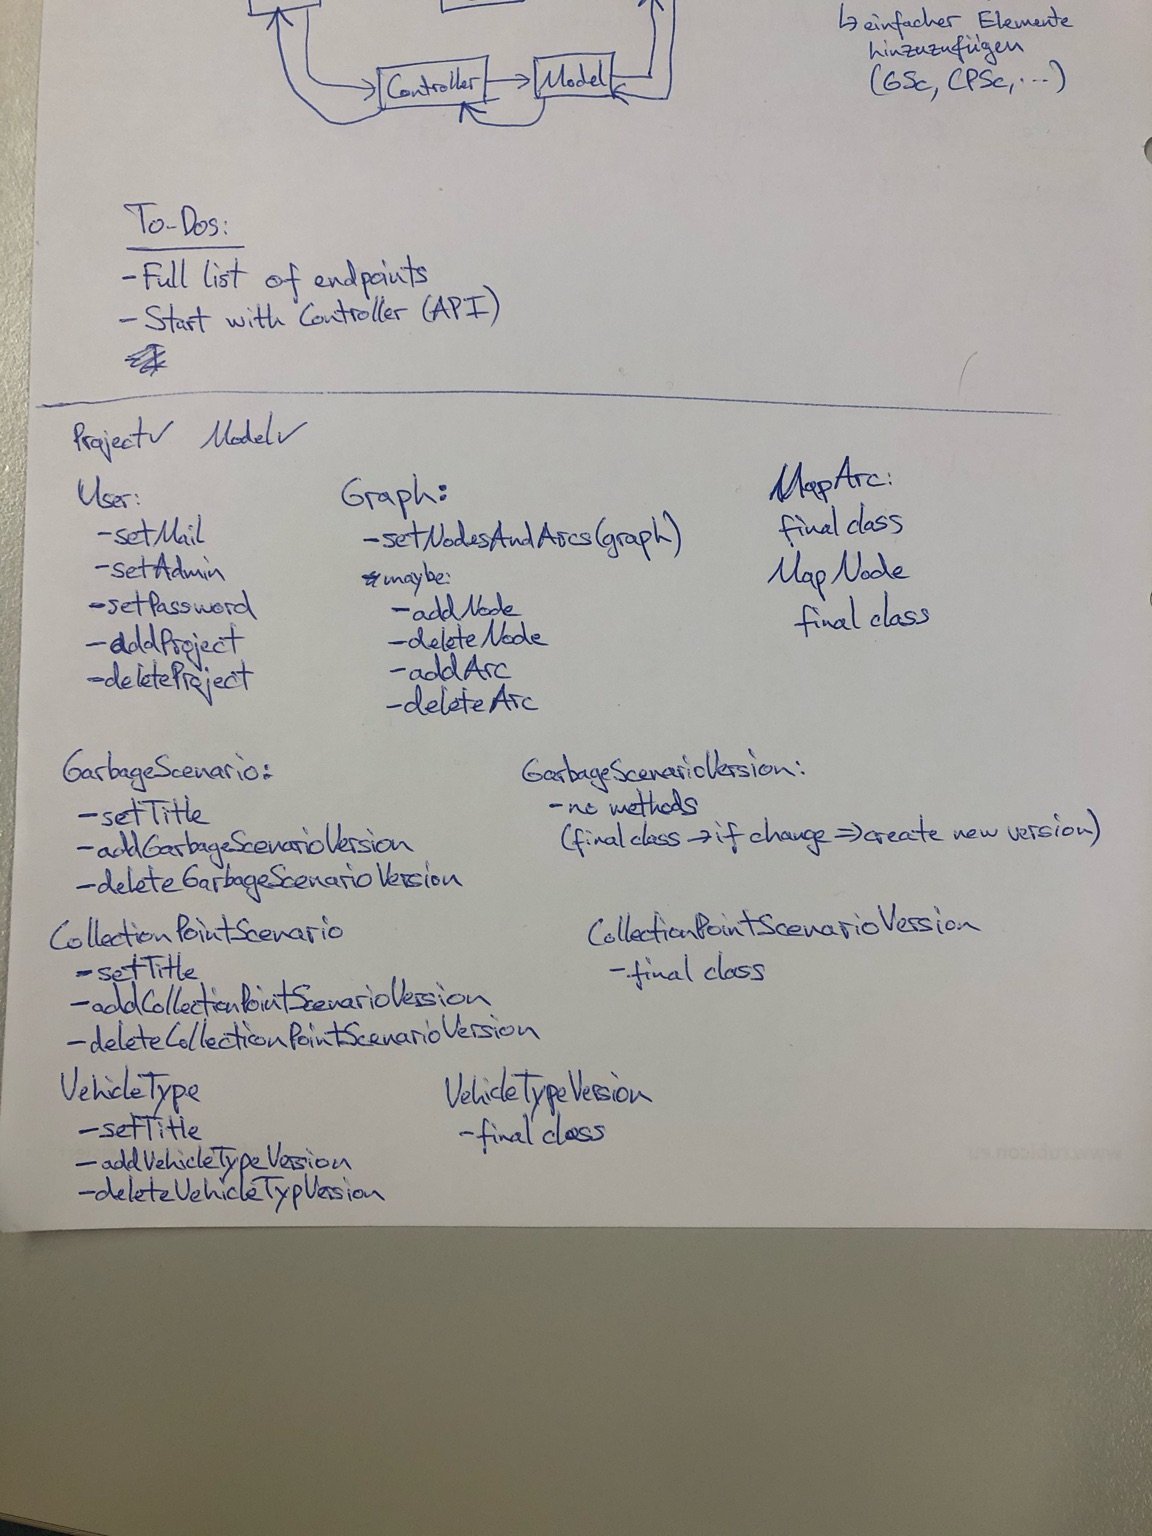 ↳ einfacher Elemente
hinzuzufügen
(GSc, CPSc, ...)
Controller
Model
To-Dos:
- Full list of endpoints
- Start with Controller (API)
Project✓ Model✓
User:
- setMail
- setAdmin
- setPassword
- addProject
- deleteProject
Graph:
- setNodesAndArcs(graph)
maybe:
- addNode
- deleteNode
- addArc
- deleteArc
MapArc:
final class
MapNode
final class
GarbageScenario:
- setTitle
- addGarbageScenarioVersion
- deleteGarbageScenarioVersion
GarbageScenarioVersion:
- no methods
(final class → if change ⇒ create new version)
CollectionPointScenario
- setTitle
- addCollectionPointScenarioVersion
- deleteCollectionPointScenarioVersion
CollectionPointScenarioVersion
- final class
VehicleType
- setTitle
- addVehicleTypeVersion
- deleteVehicleTypVersion
VehicleTypeVersion
- final class